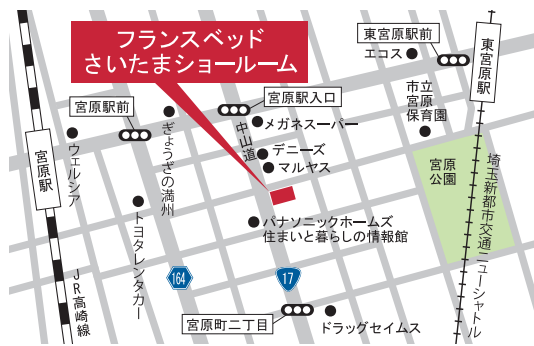 フランスベッド
さいたまショールーム
東宮原駅前
エコス
東宮原駅
宮原駅前
宮原駅入口
メガネスーパー
市立
宮原
保育園
中山道
デニーズ
マルヤス
ぎょうざの満州
ウェルシア
宮原駅
宮原
公園
埼玉新都市交通ニューシャトル
トヨタレンタカー
パナソニックホームズ
住まいと暮らしの情報館
164
17
JR高崎線
宮原町二丁目
ドラッグセイムス